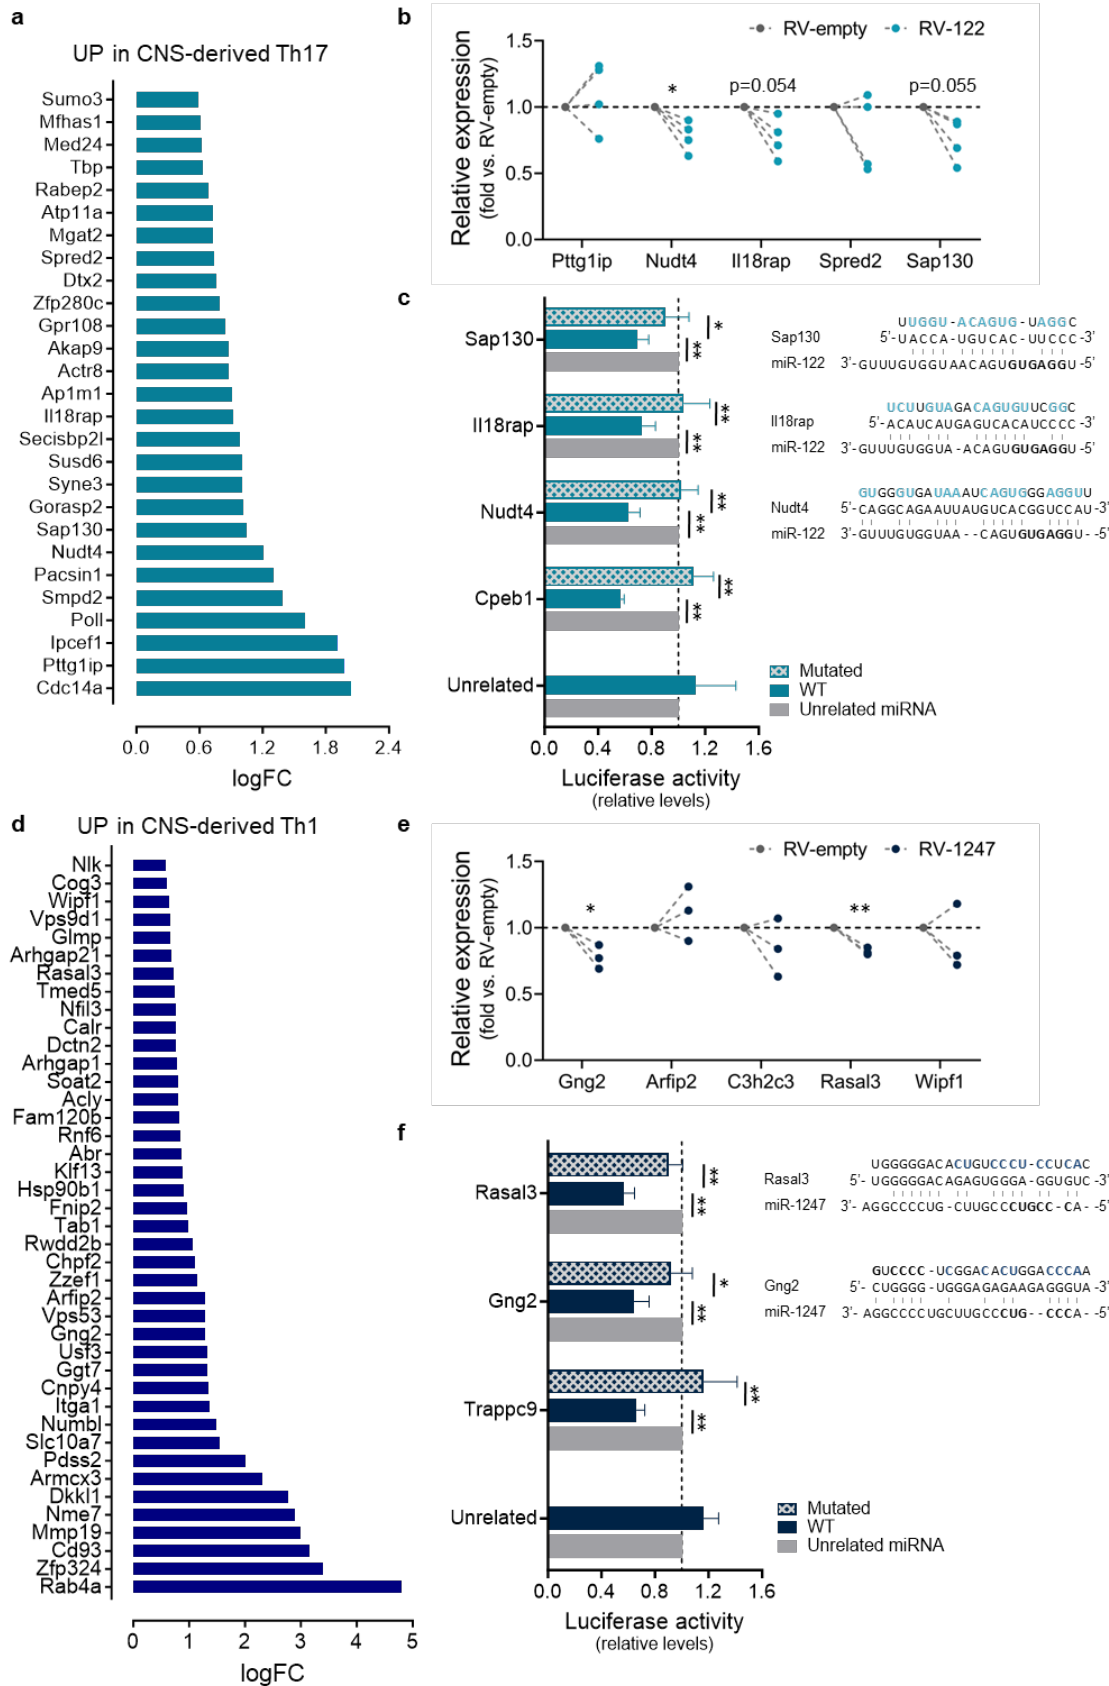 a
UP in CNS-derived Th17
Sumo3
Mfhas1
Med24
Tbp
Rabep2
Atp11a
Mgat2
Spred2
Dtx2
Zfp280c
Gpr108
Akap9
Actr8
Ap1m1
Il18rap
Secisbp2l
Susd6
Syne3
Gorasp2
Sap130
Nudt4
Pacsin1
Smpd2
Poll
Ipcef1
Pttg1ip
Cdc14a
0.0 0.6 1.2 1.8 2.4
logFC
b
RV-empty RV-122
Relative expression
(fold vs. RV-empty)
1.5
1.0
0.5
0.0
* p=0.054 p=0.055
Pttg1ip Nudt4 Il18rap Spred2 Sap130
c
Sap130
*
**
Il18rap
**
**
Nudt4
**
**
Cpeb1
**
**
Unrelated
Mutated
WT
Unrelated miRNA
0.0 0.4 0.8 1.2 1.6
Luciferase activity
(relative levels)
UUGGU-ACAGUG-UAGGC
Sap130 5'-UACCA-UGUCAC-UUCCC-3'
miR-122 3'-GUUUGUGGUAACAGUGUGAGGU-5'
UCUUGUAGACAGUGUUCGGC
Il18rap 5'-ACAUCAUGAGUCACAUCCCC-3'
miR-122 3'-GUUUGUGGUA-ACAGUGUGAGGU-5'
GUGGGUGAUAAAUCAGUGGGAGGUU
Nudt4 5'-CAGGCAGAAUUAUGUCACGGUCCAU-3'
miR-122 3'-GUUUGUGGUAA--CAGUGUGAGGU--5'
d
UP in CNS-derived Th1
Nlk
Cog3
Wipf1
Vps9d1
Glmp
Arhgap21
Rasal3
Tmed5
Nfil3
Calr
Dctn2
Arhgap1
Soat2
Acly
Fam120b
Rnf6
Abr
Klf13
Hsp90b1
Fnip2
Tab1
Rwdd2b
Chpf2
Zzef1
Arfip2
Vps53
Gng2
Usf3
Ggt7
Cnpy4
Itga1
Numbl
Slc10a7
Pdss2
Armcx3
Dkkl1
Nme7
Mmp19
Cd93
Zfp324
Rab4a
0 1 2 3 4 5
logFC
e
RV-empty RV-1247
Relative expression
(fold vs. RV-empty)
1.5
1.0
0.5
0.0
* **
Gng2 Arfip2 C3h2c3 Rasal3 Wipf1
f
Rasal3
**
**
Gng2
*
**
Trappc9
**
**
Unrelated
Mutated
WT
Unrelated miRNA
0.0 0.4 0.8 1.2 1.6
Luciferase activity
(relative levels)
UGGGGGACACUGUCCCU-CCUCAC
Rasal3 5'-UGGGGGACAGAGUGGGA-GGUGUC-3'
miR-1247 3'-AGGCCCCUG-CUUGCCCUGCC-CA--5'
GUCCCC-UCGGACACUGGACCCAA
Gng2 5'-CUGGGG-UGGGAGAGAAGAGGGUA-3'
miR-1247 3'-AGGCCCCUGCUUGCCCUG--CCCA--5'